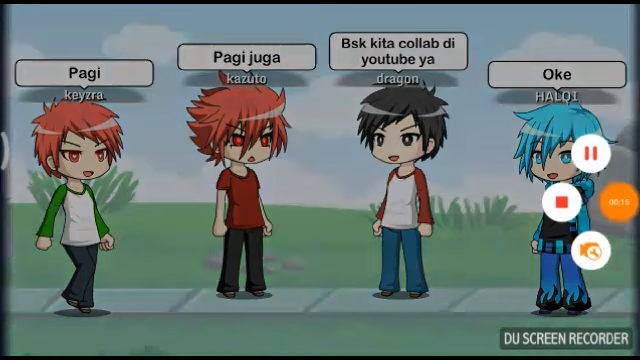 Pagi
keyzra
Pagi juga
kazuto
Bsk kita collab di
youtube ya
dragon
Oke
HALQI
00:15
DU SCREEN RECORDER